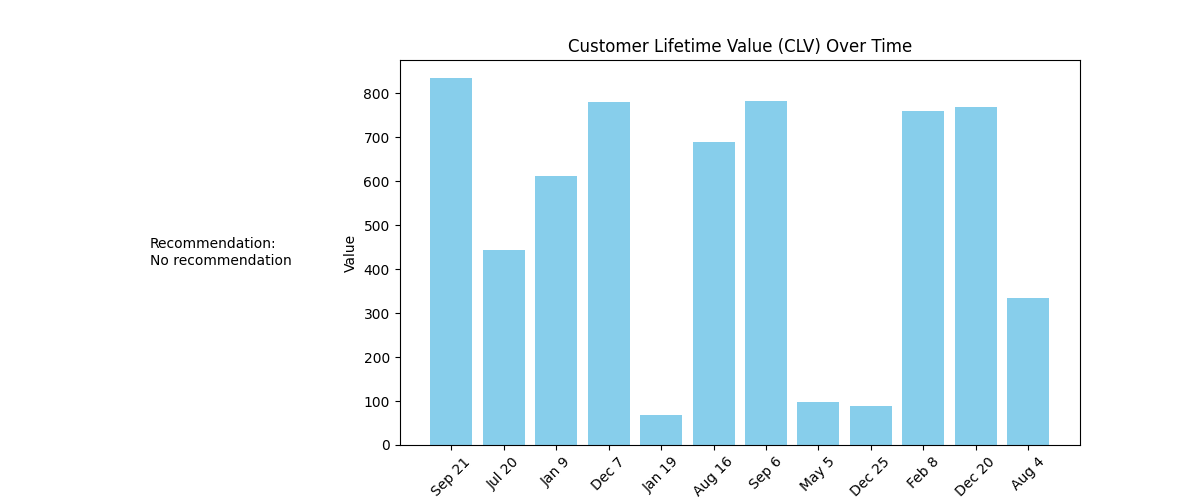 Customer Lifetime Value (CLV) Over Time
Recommendation:
No recommendation
Value
800
700
600
500
400
300
200
100
0
Sep 21
Jul 20
Jan 9
Dec 7
Jan 19
Aug 16
Sep 6
May 5
Dec 25
Feb 8
Dec 20
Aug 4